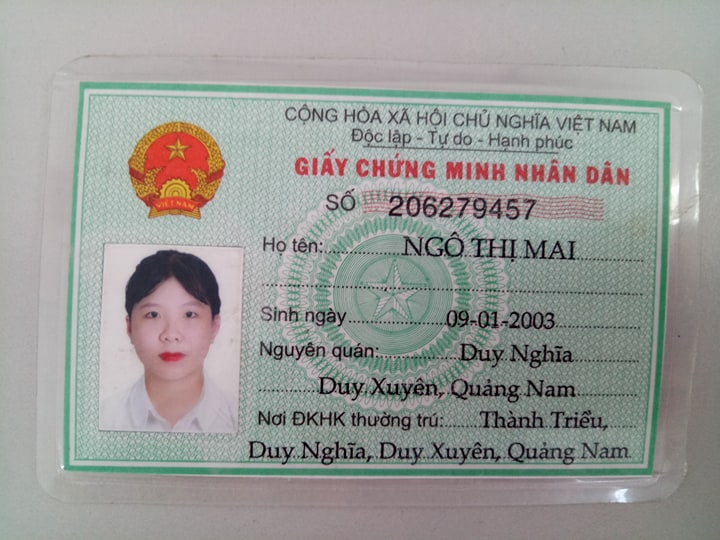 CỘNG HÒA XÃ HỘI CHỦ NGHĨA VIỆT NAM
Độc lập - Tự do - Hạnh phúc
GIẤY CHỨNG MINH NHÂN DÂN
SỐ 206279457
VIỆT NAM
Họ tên: NGÔ THỊ MAI
Sinh ngày 09-01-2003
Nguyên quán: Duy Nghĩa
Duy Xuyên, Quảng Nam
Nơi ĐKHK thường trú: Thành Triều,
Duy Nghĩa, Duy Xuyên, Quảng Nam